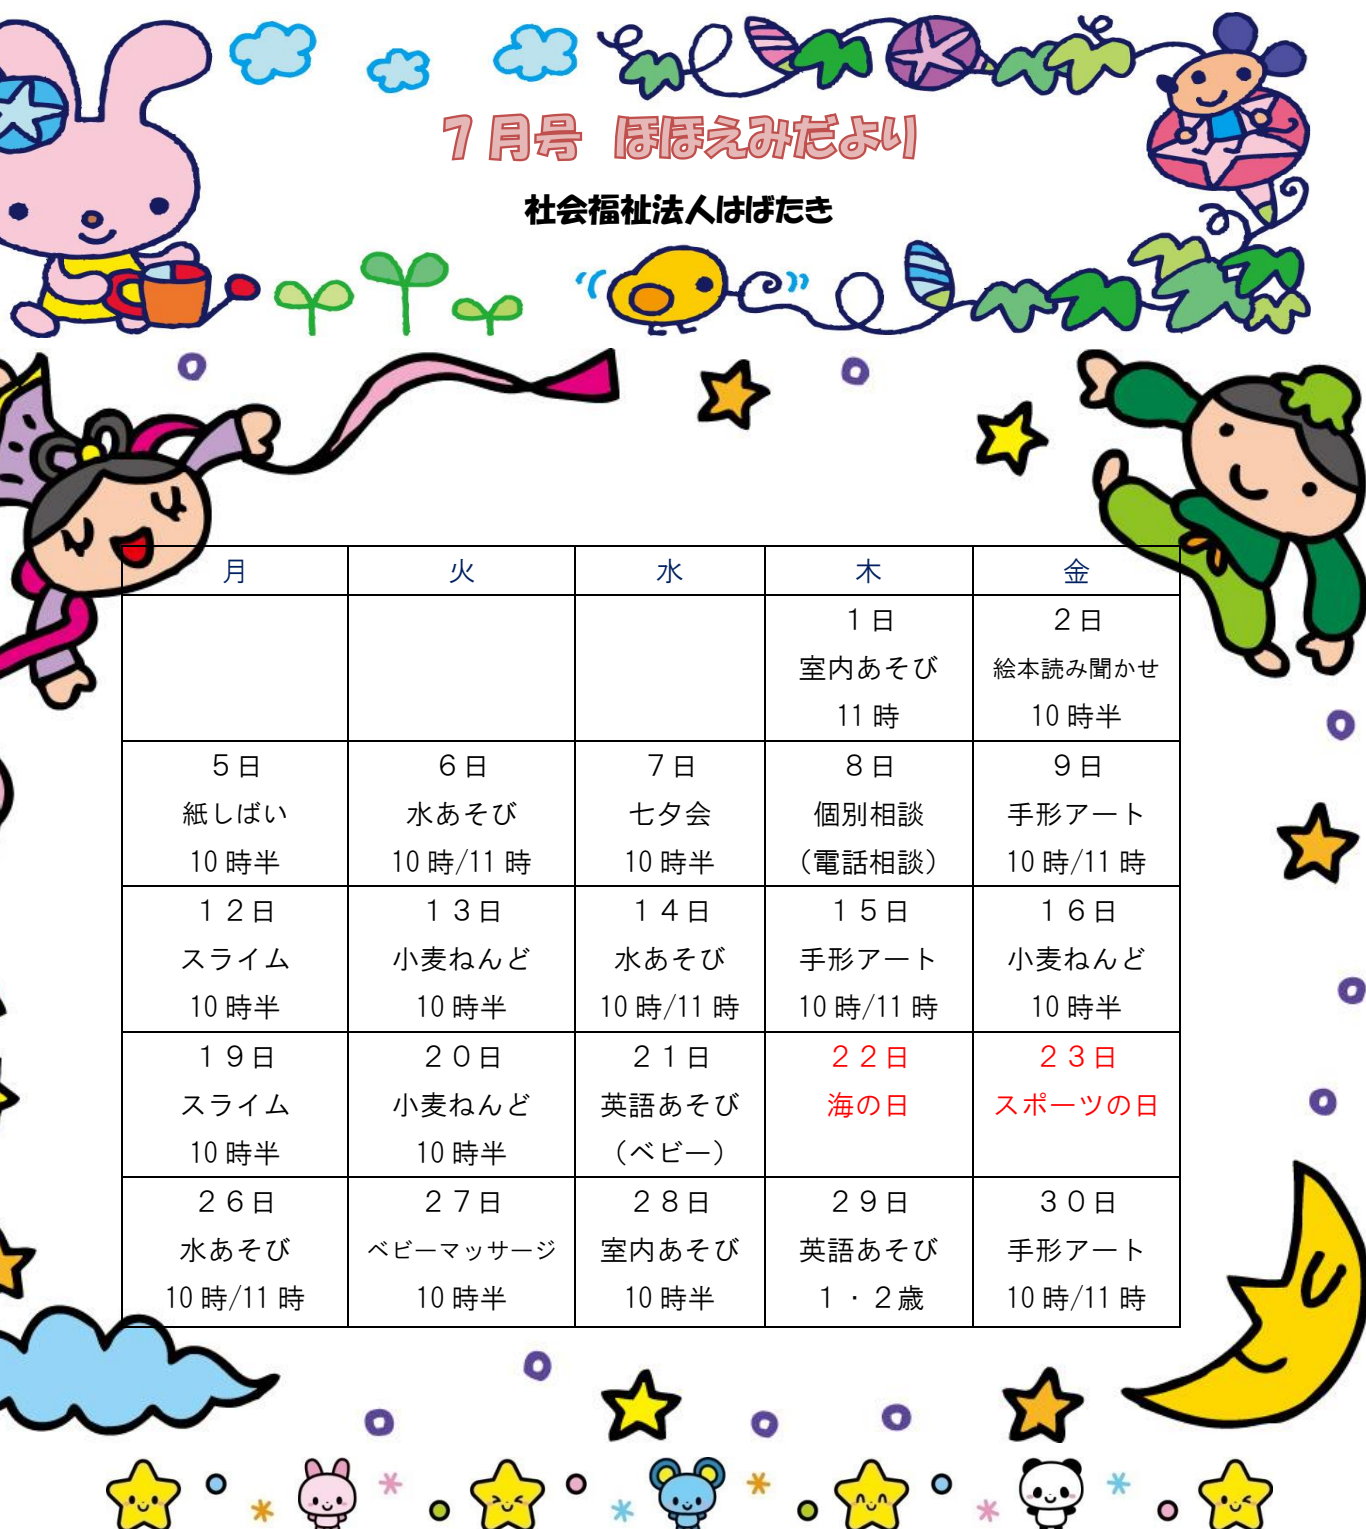 ７月号 ほほえみだより
社会福祉法人はばたき
月 火 水 木 金
１日 ２日
室内あそび 絵本読み聞かせ
11時 10時半
５日 ６日 ７日 ８日 ９日
紙しばい 水あそび 七夕会 個別相談 手形アート
10時半 10時/11時 10時半 （電話相談） 10時/11時
１２日 １３日 １４日 １５日 １６日
スライム 小麦ねんど 水あそび 手形アート 小麦ねんど
10時半 10時半 10時/11時 10時/11時 10時半
１９日 ２０日 ２１日 ２２日 ２３日
スライム 小麦ねんど 英語あそび 海の日 スポーツの日
10時半 10時半 （ベビー）
２６日 ２７日 ２８日 ２９日 ３０日
水あそび ベビーマッサージ 室内あそび 英語あそび 手形アート
10時/11時 10時半 10時半 １・２歳 10時/11時